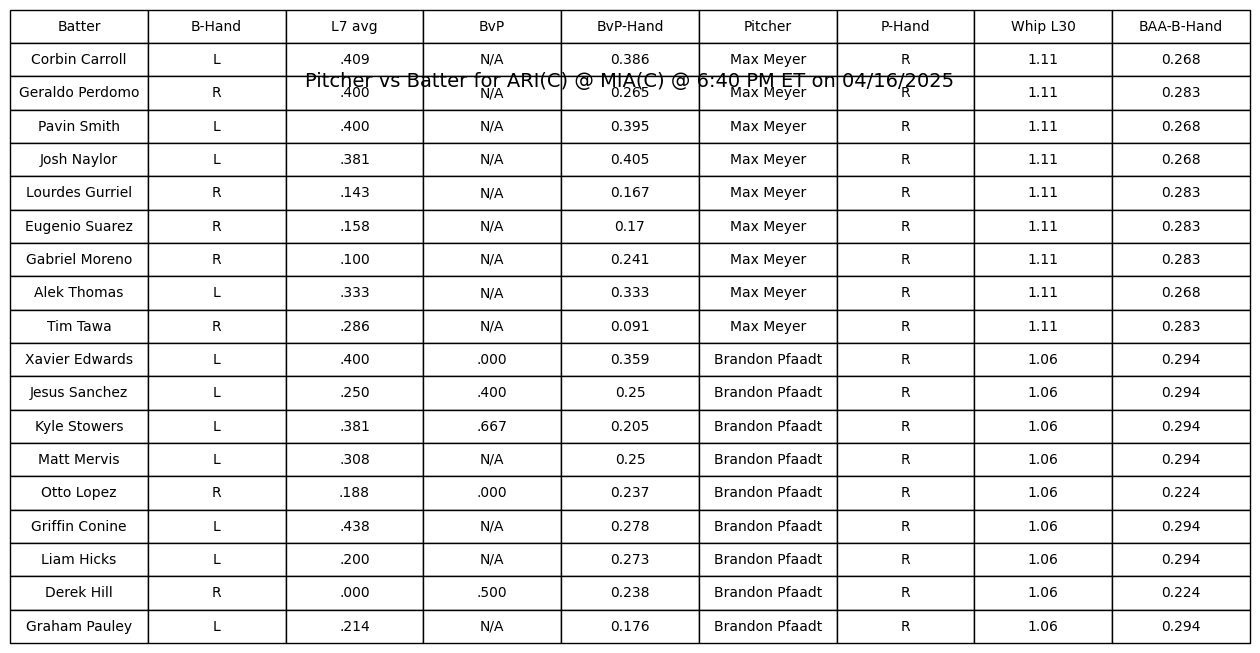 Batter B-Hand L7 avg BvP BvP-Hand Pitcher P-Hand Whip L30 BAA-B-Hand
Corbin Carroll L .409 N/A 0.386 Max Meyer R 1.11 0.268
Pitcher vs Batter for ARI(C) @ MIA(C) @ 6:40 PM ET on 04/16/2025
Geraldo Perdomo R .400 N/A 0.265 Max Meyer R 1.11 0.283
Pavin Smith L .400 N/A 0.395 Max Meyer R 1.11 0.268
Josh Naylor L .381 N/A 0.405 Max Meyer R 1.11 0.268
Lourdes Gurriel R .143 N/A 0.167 Max Meyer R 1.11 0.283
Eugenio Suarez R .158 N/A 0.17 Max Meyer R 1.11 0.283
Gabriel Moreno R .100 N/A 0.241 Max Meyer R 1.11 0.283
Alek Thomas L .333 N/A 0.333 Max Meyer R 1.11 0.268
Tim Tawa R .286 N/A 0.091 Max Meyer R 1.11 0.283
Xavier Edwards L .400 .000 0.359 Brandon Pfaadt R 1.06 0.294
Jesus Sanchez L .250 .400 0.25 Brandon Pfaadt R 1.06 0.294
Kyle Stowers L .381 .667 0.205 Brandon Pfaadt R 1.06 0.294
Matt Mervis L .308 N/A 0.25 Brandon Pfaadt R 1.06 0.294
Otto Lopez R .188 .000 0.237 Brandon Pfaadt R 1.06 0.224
Griffin Conine L .438 N/A 0.278 Brandon Pfaadt R 1.06 0.294
Liam Hicks L .200 N/A 0.273 Brandon Pfaadt R 1.06 0.294
Derek Hill R .000 .500 0.238 Brandon Pfaadt R 1.06 0.224
Graham Pauley L .214 N/A 0.176 Brandon Pfaadt R 1.06 0.294